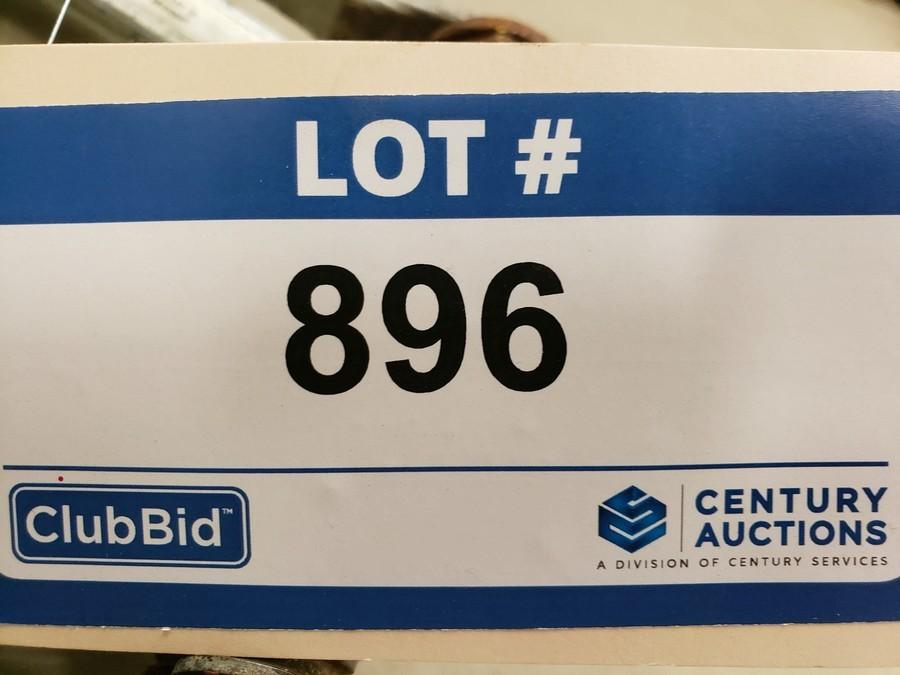 LOT #
896
ClubBid™
CENTURY
AUCTIONS
A DIVISION OF CENTURY SERVICES